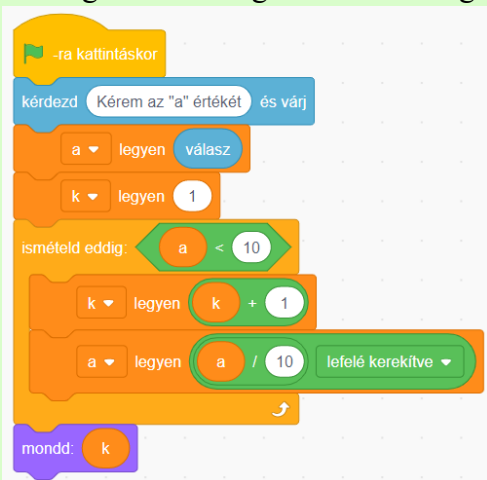 -ra kattintáskor
kérdezd Kérem az "a" értékét és várj
a legyen válasz
k legyen 1
ismételd eddig: a < 10
k legyen k + 1
a legyen a / 10 lefelé kerekítve
mondd: k